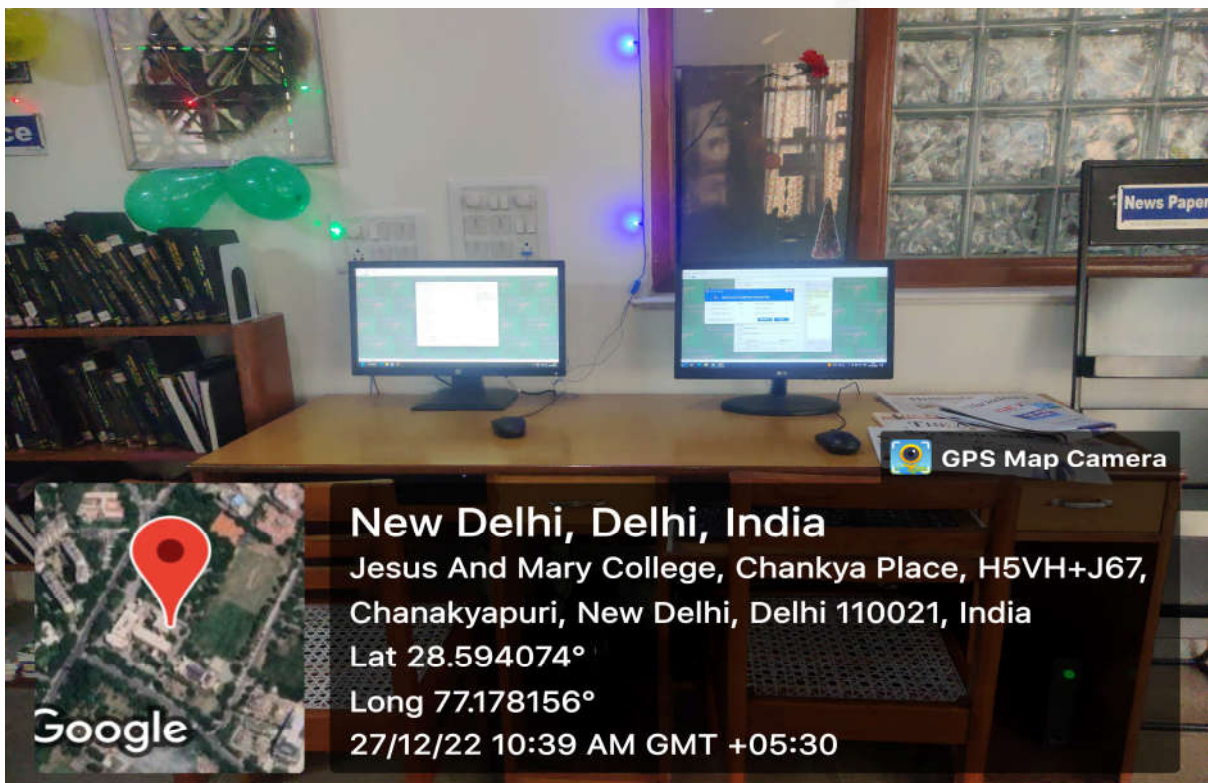 ce
News Paper
THE
GPS Map Camera
New Delhi, Delhi, India
Jesus And Mary College, Chankya Place, H5VH+J67,
Chanakyapuri, New Delhi, Delhi 110021, India
Lat 28.594074°
Long 77.178156°
27/12/22 10:39 AM GMT +05:30
Google